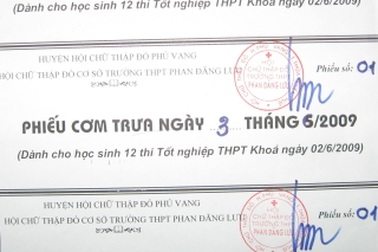 (Dành cho học sinh 12 thi Tốt nghiệp THPT Khoá ngày 02/6/2009)
HUYỆN HỘI CHỮ THẬP ĐỎ PHÚ VANG
HỘI CHỮ THẬP ĐỎ CƠ SỞ TRƯỜNG THPT PHAN ĐĂNG LƯU
Phiếu số: 01
PHIẾU CƠM TRƯA NGÀY 3 THÁNG 6/2009
(Dành cho học sinh 12 thi Tốt nghiệp THPT Khoá ngày 02/6/2009)
HUYỆN HỘI CHỮ THẬP ĐỎ PHÚ VANG
HỘI CHỮ THẬP ĐỎ CƠ SỞ TRƯỜNG THPT PHAN ĐĂNG LƯU
Phiếu số: 01